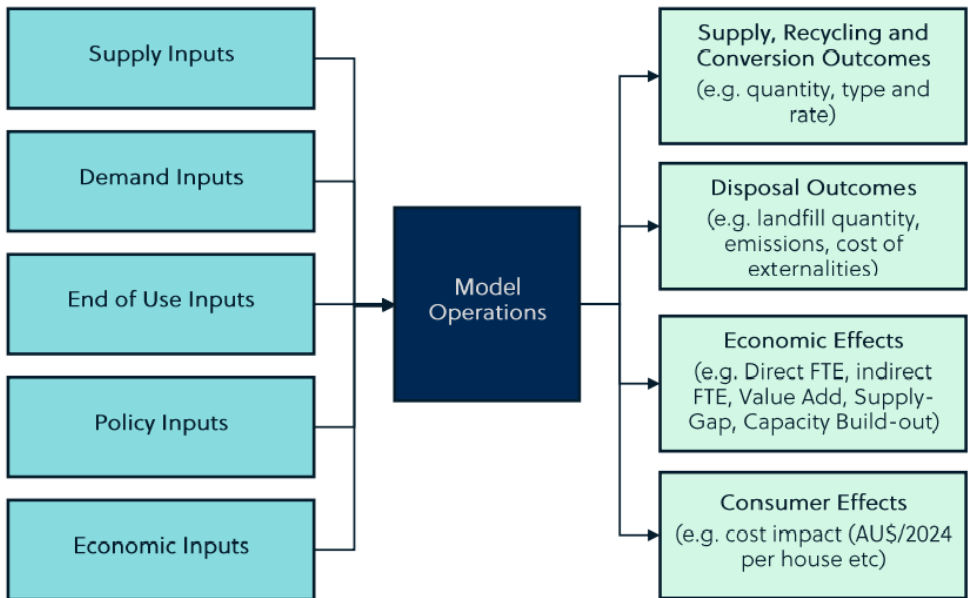 Supply Inputs
Demand Inputs
End of Use Inputs
Policy Inputs
Economic Inputs
Model
Operations
Supply, Recycling and
Conversion Outcomes
(e.g. quantity, type and
rate)
Disposal Outcomes
(e.g. landfill quantity,
emissions, cost of
externalities)
Economic Effects
(e.g. Direct FTE, indirect
FTE, Value Add, Supply-
Gap, Capacity Build-out)
Consumer Effects
(e.g. cost impact (AU$/2024
per house etc)